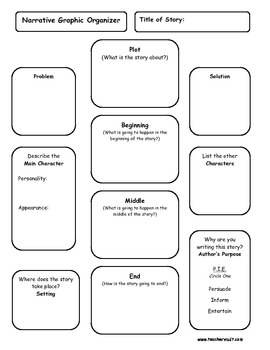 Narrative Graphic Organizer
Title of Story:
Plot
(What is the story about?)
Problem
Solution
Beginning
(What is going to happen in
the beginning of the story?)
Describe the
Main Character
Personality:
Appearance:
List the other
Characters
Middle
(What is going to happen in the
middle of the story?)
Why are you
writing this story?
Author's Purpose
P.I.E.
Circle One
Persuade
Inform
Entertain
Where does the story
take place?
Setting
End
(How is the story going to end?)